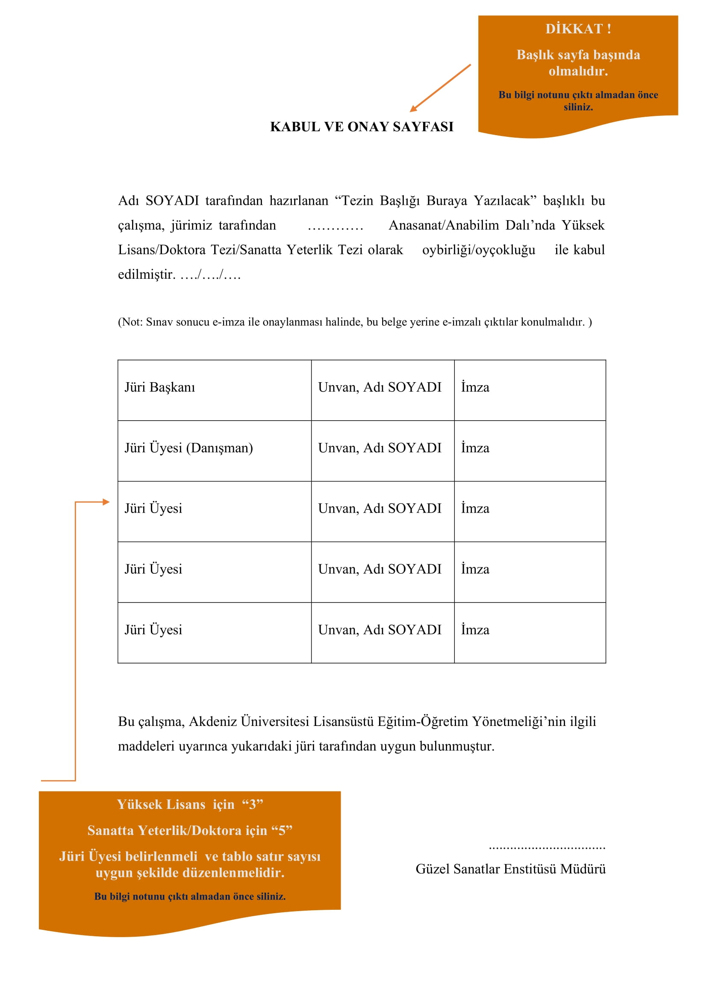 DİKKAT !
Başlık sayfa başında
olmalıdır.
Bu bilgi notunu çıktı almadan önce
siliniz.
KABUL VE ONAY SAYFASI
Adı SOYADI tarafından hazırlanan “Tezin Başlığı Buraya Yazılacak” başlıklı bu
çalışma, jürimiz tarafından ………… Anasanat/Anabilim Dalı’nda Yüksek
Lisans/Doktora Tezi/Sanatta Yeterlik Tezi olarak oybirliği/oyçokluğu ile kabul
edilmiştir. …./…./….
(Not: Sınav sonucu e-imza ile onaylanması halinde, bu belge yerine e-imzalı çıktılar konulmalıdır. )
Jüri Başkanı Unvan, Adı SOYADI İmza
Jüri Üyesi (Danışman) Unvan, Adı SOYADI İmza
Jüri Üyesi Unvan, Adı SOYADI İmza
Jüri Üyesi Unvan, Adı SOYADI İmza
Jüri Üyesi Unvan, Adı SOYADI İmza
Bu çalışma, Akdeniz Üniversitesi Lisansüstü Eğitim-Öğretim Yönetmeliği’nin ilgili
maddeleri uyarınca yukarıdaki jüri tarafından uygun bulunmuştur.
Yüksek Lisans için “3”
Sanatta Yeterlik/Doktora için “5”
Jüri Üyesi belirlenmeli ve tablo satır sayısı
uygun şekilde düzenlenmelidir.
Bu bilgi notunu çıktı almadan önce siliniz.
.................................
Güzel Sanatlar Enstitüsü Müdürü